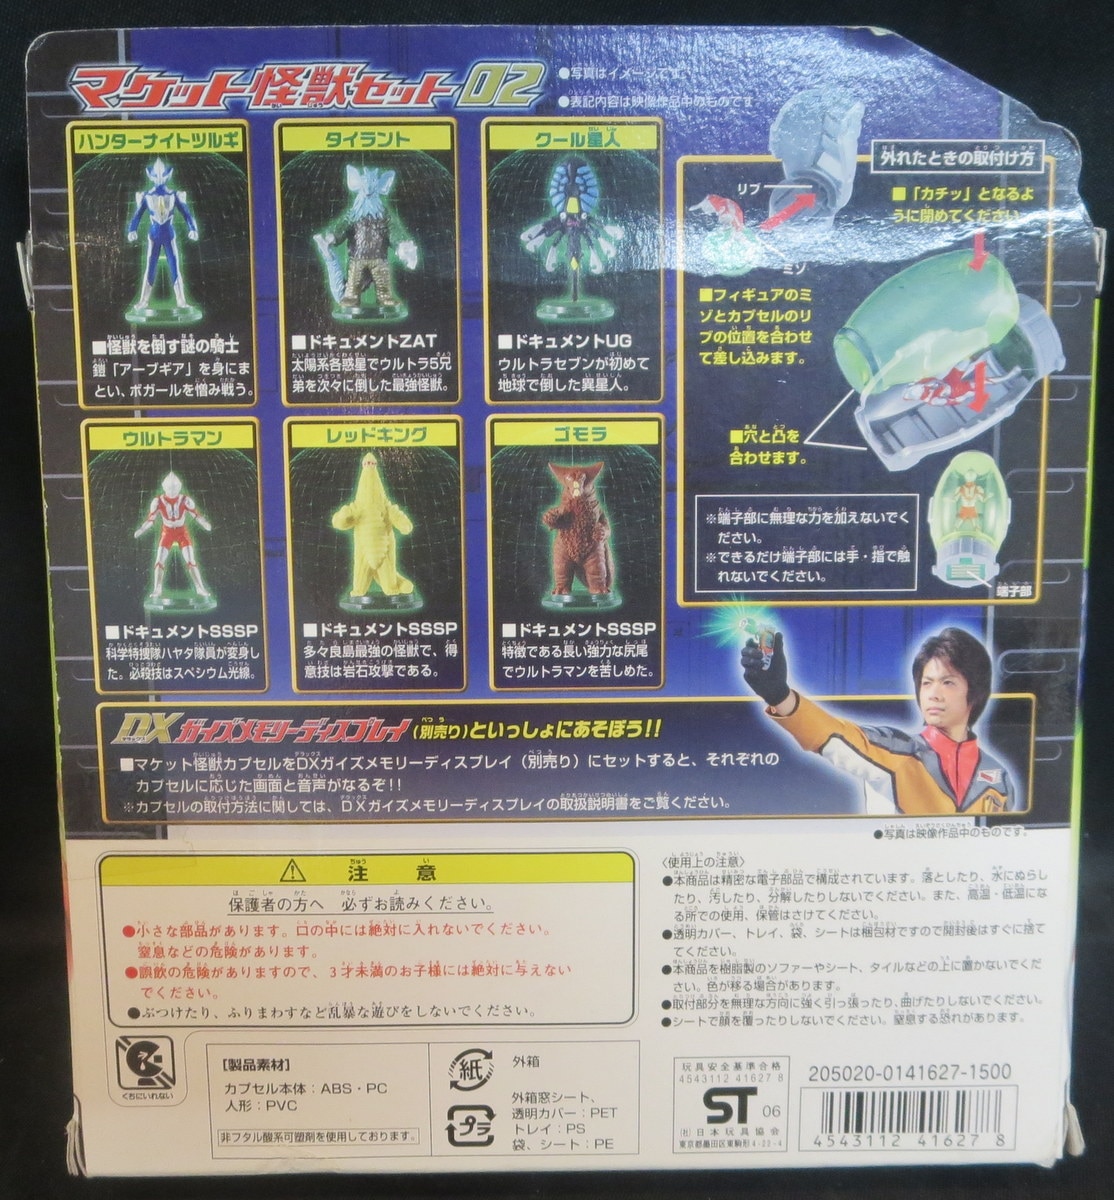 マケット怪獣セット02
●写真はイメージです。
●表記内容は映像作品中のものです
ハンターナイトツルギ
■怪獣を倒す謎の騎士
鎧「アーブギア」を身にま
とい、ボガールを憎み戦う。
タイラント
■ドキュメントZAT
太陽系各惑星でウルトラ5兄
弟を次々に倒した最強怪獣。
クール星人
■ドキュメントUG
ウルトラセブンが初めて
地球で倒した異星人。
ウルトラマン
■ドキュメントSSSP
科学特捜隊ハヤタ隊員が変身し
た。必殺技はスペシウム光線。
レッドキング
■ドキュメントSSSP
多々良島最強の怪獣で、得
意技は岩石攻撃である。
ゴモラ
■ドキュメントSSSP
特徴である長い強力な尻尾
でウルトラマンを苦しめた。
外れたときの取付け方
リブ
ミゾ
■「カチッ」となるよ
うに閉めてください。
■フィギュアのミ
ゾとカプセルのリ
ブの位置を合わせ
て差し込みます。
■穴と凸を
合わせます。
※端子部に無理な力を加えないでく
ださい。
※できるだけ端子部には手・指で触
れないでください。
端子部
DXガイズメモリーディスプレイ(別売り)といっしょにあそぼう!!
■マケット怪獣カプセルをDXガイズメモリーディスプレイ(別売り)にセットすると、それぞれの
カプセルに応じた画面と音声がなるぞ!!
※カプセルの取付方法に関しては、DXガイズメモリーディスプレイの取扱説明書をご覧ください。
●写真は映像作品中のものです。
注意
保護者の方へ 必ずお読みください。
●小さな部品があります。口の中には絶対に入れないでください。
窒息などの危険があります。
●誤飲の危険がありますので、3才未満のお子様には絶対に与えない
でください。
●ぶつけたり、ふりまわすなど乱暴な遊びをしないでください。
〈使用上の注意〉
●本商品は精密な電子部品で構成されています。落としたり、水にぬらし
たり、汚したり、分解したりしないでください。また、高温・低温にな
る所での使用、保管はさけてください。
●透明カバー、トレイ、袋、シートは梱包材ですので開封後はすぐに捨て
てください。
●本商品を樹脂製のソファーやシート、タイルなどの上に置かないでくだ
さい。色が移る場合があります。
●取付部分を無理な方向に強く引っ張ったり、曲げたりしないでください。
●シートで顔を覆ったりしないでください。窒息する恐れがあります。
くちにいれない
[製品素材]
カプセル本体:ABS・PC
人形:PVC
非フタル酸系可塑剤を使用しております。
紙
外箱
プラ
外箱窓シート、
透明カバー:PET
トレイ:PS
袋、シート:PE
玩具安全基準合格
4543112 41627 8
ST 06
(社)日本玩具協会
東京都墨田区東駒形4-22-4
205020-0141627-1500
4543112 41627 8